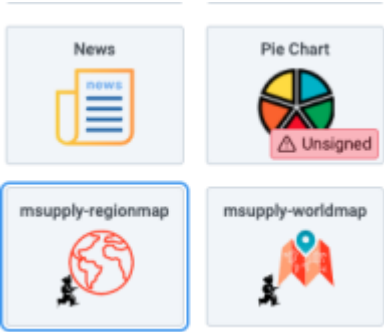 News
news
Pie Chart
Unsigned
msupply-regionmap
msupply-worldmap